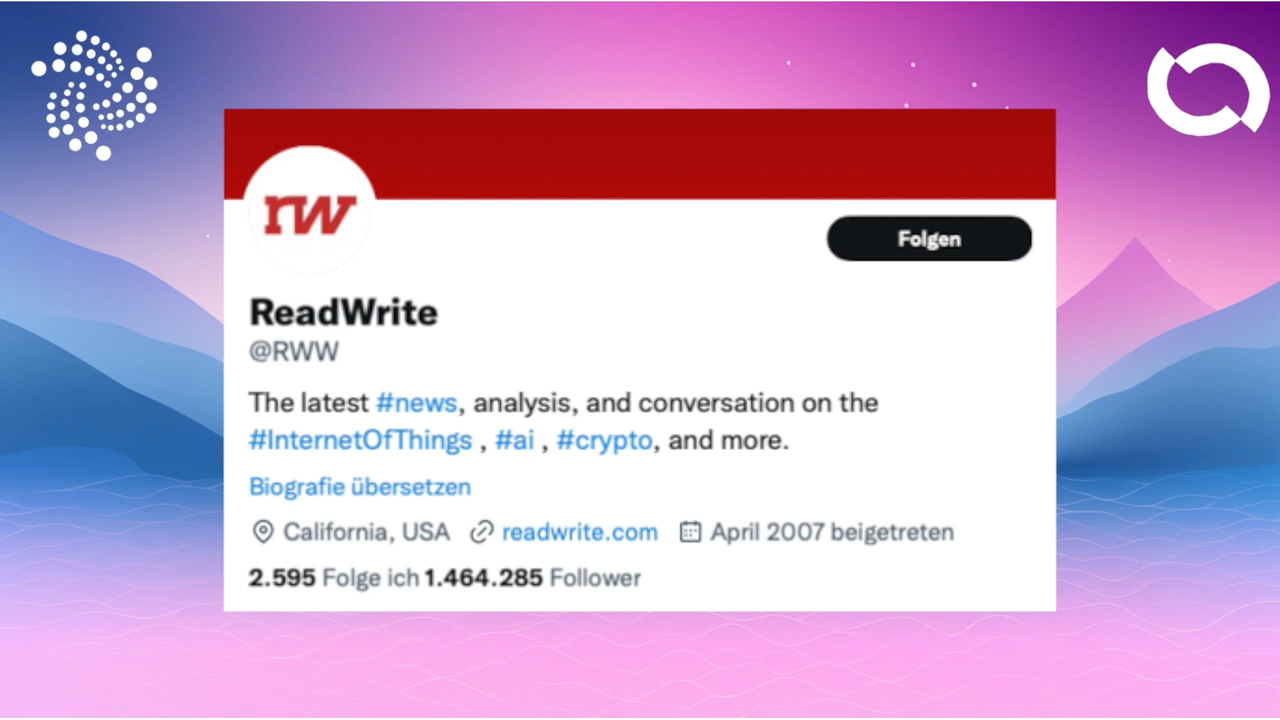 rw
Folgen
ReadWrite
@RWW
The latest #news, analysis, and conversation on the
#InternetOfThings , #ai , #crypto, and more.
Biografie übersetzen
California, USA readwrite.com April 2007 beigetreten
2.595 Folge ich 1.464.285 Follower